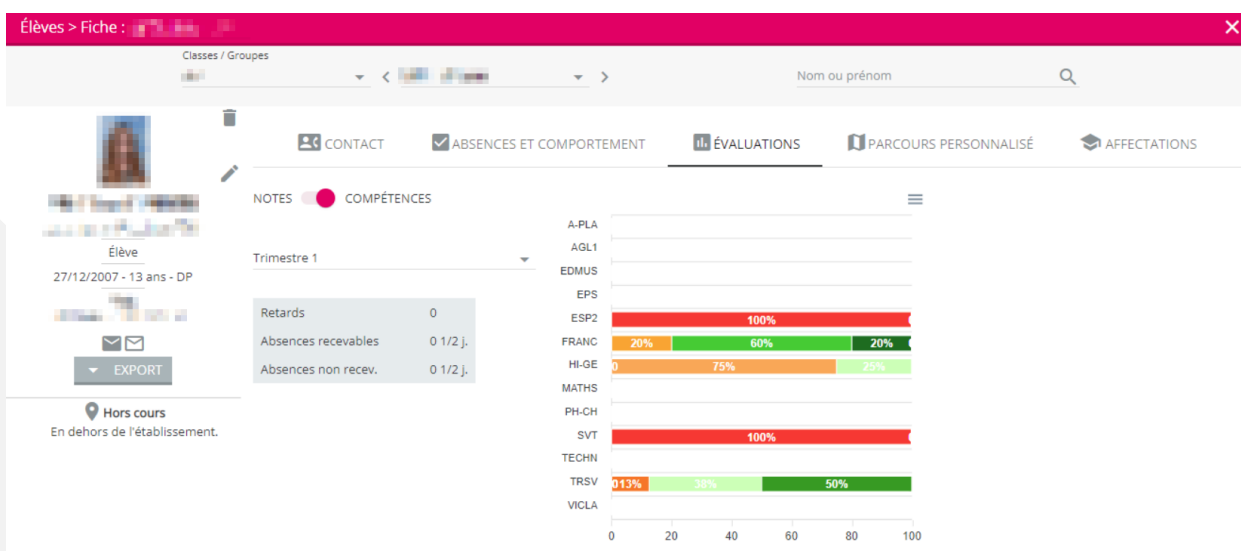 Élèves > Fiche :
Classes / Groupes
Nom ou prénom
CONTACT
ABSENCES ET COMPORTEMENT
ÉVALUATIONS
PARCOURS PERSONNALISÉ
AFFECTATIONS
Élève
27/12/2007 - 13 ans - DP
EXPORT
Hors cours
En dehors de l'établissement.
NOTES COMPÉTENCES
Trimestre 1
Retards 0
Absences recevables 0 1/2 j.
Absences non recev. 0 1/2 j.
A-PLA
AGL1
EDMUS
EPS
ESP2 100%
FRANC 20% 60% 20%
HI-GE 0 75% 25%
MATHS
PH-CH
SVT 100%
TECHN
TRSV 0 13% 38% 50%
VICLA
0 20 40 60 80 100